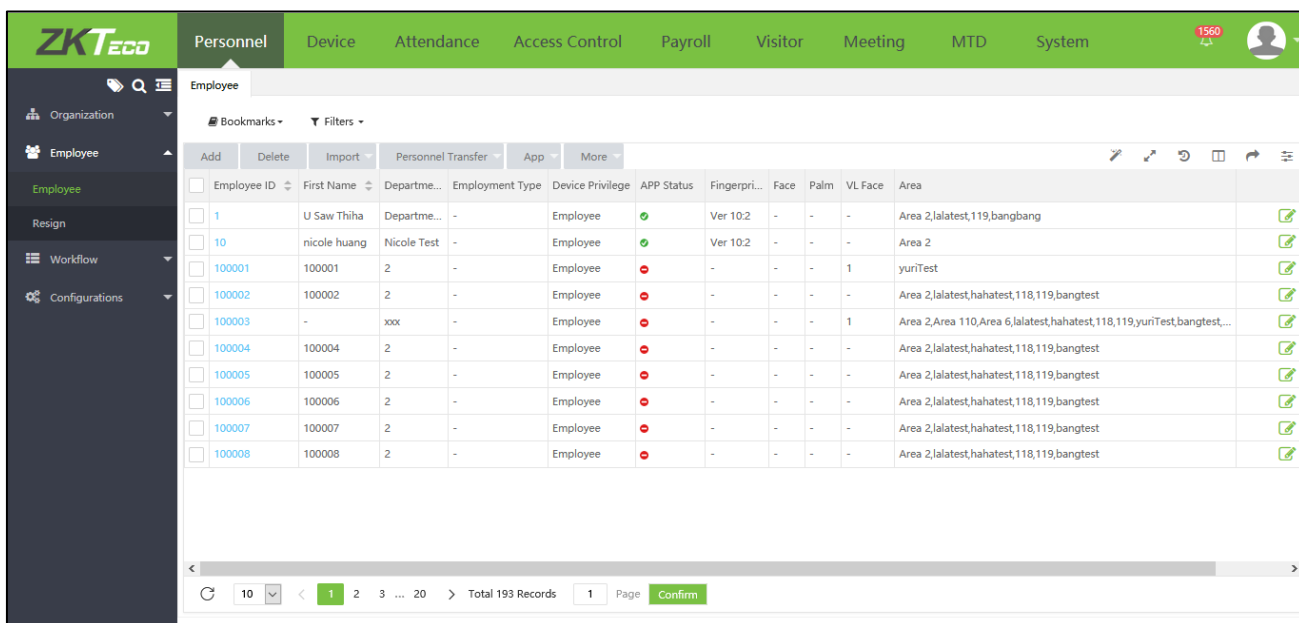 ZKTeco Personnel Device Attendance Access Control Payroll Visitor Meeting MTD System 1560
Employee
Organization
Bookmarks Filters
Employee
Add Delete Import Personnel Transfer App More
Employee ID First Name Departme... Employment Type Device Privilege APP Status Fingerpri... Face Palm VL Face Area
Employee
1 U Saw Thiha Departme... - Employee Ver 10:2 - - - Area 2,lalatest,119,bangbang
Resign
10 nicole huang Nicole Test - Employee Ver 10:2 - - - Area 2
Workflow
100001 100001 2 - Employee - - - 1 yuriTest
Configurations
100002 100002 2 - Employee - - - - Area 2,lalatest,hahatest,118,119,bangtest
100003 - xxx - Employee - - - 1 Area 2,Area 110,Area 6,lalatest,hahatest,118,119,yuriTest,bangtest,...
100004 100004 2 - Employee - - - - Area 2,lalatest,hahatest,118,119,bangtest
100005 100005 2 - Employee - - - - Area 2,lalatest,hahatest,118,119,bangtest
100006 100006 2 - Employee - - - - Area 2,lalatest,hahatest,118,119,bangtest
100007 100007 2 - Employee - - - - Area 2,lalatest,hahatest,118,119,bangtest
100008 100008 2 - Employee - - - - Area 2,lalatest,hahatest,118,119,bangtest
10 < 1 2 3 ... 20 > Total 193 Records 1 Page Confirm